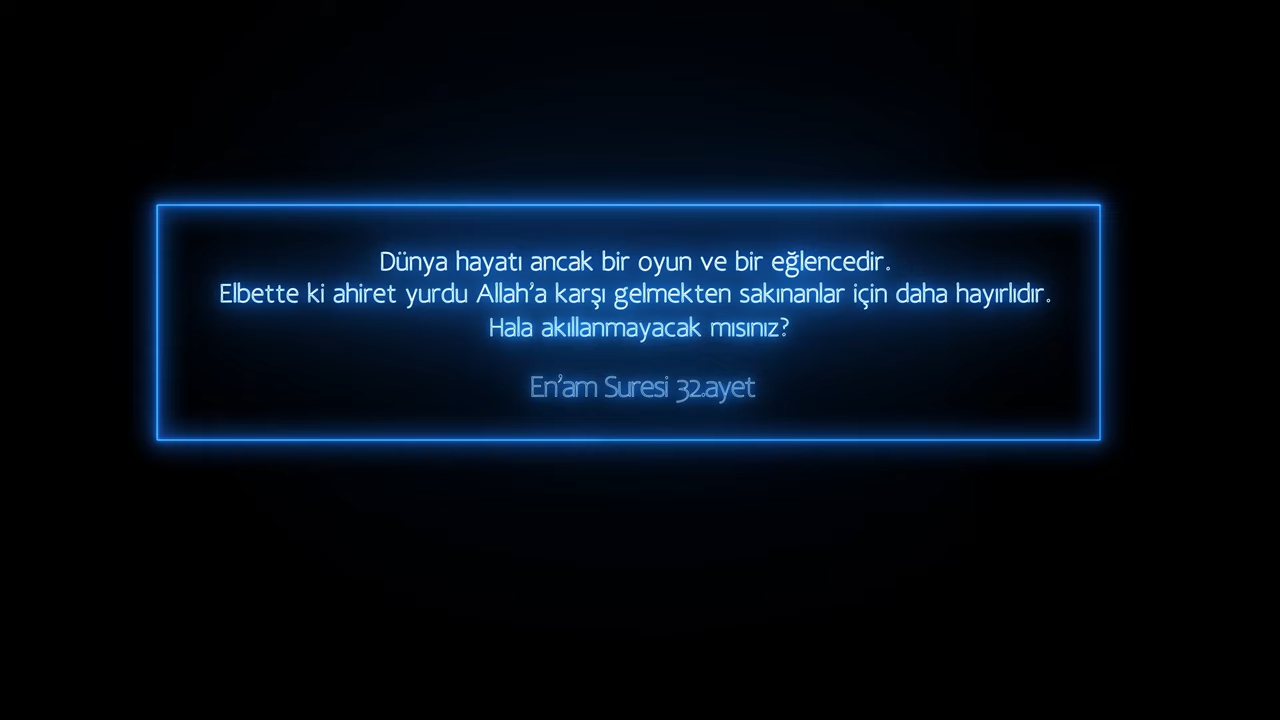 Dünya hayatı ancak bir oyun ve bir eğlencedir.
Elbette ki ahiret yurdu Allah'a karşı gelmekten sakınanlar için daha hayırlıdır.
Hala akıllanmayacak mısınız?
En'am Suresi 32.ayet